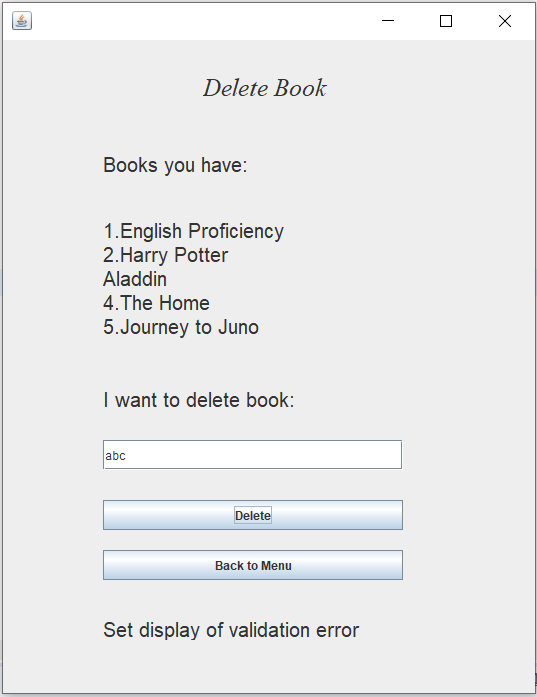 Delete Book
Books you have:
1.English Proficiency
2.Harry Potter
Aladdin
4.The Home
5.Journey to Juno
I want to delete book:
abc
Delete
Back to Menu
Set display of validation error